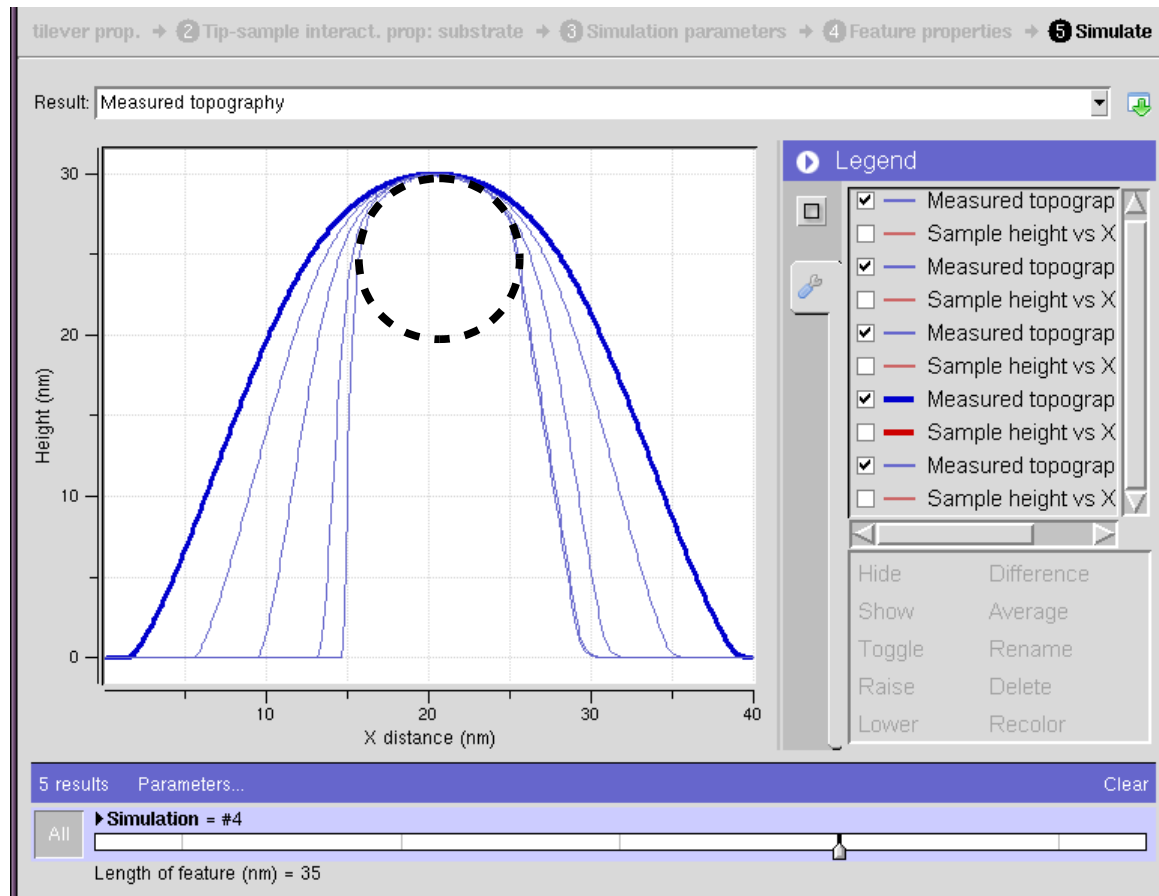 tilever prop. → 2 Tip-sample interact. prop: substrate → 3 Simulation parameters → 4 Feature properties → 5 Simulate
Result: Measured topography
30
20
10
0
Height (nm)
10
20
30
40
X distance (nm)
Legend
Measured topograp
Sample height vs X
Measured topograp
Sample height vs X
Measured topograp
Sample height vs X
Measured topograp
Sample height vs X
Measured topograp
Sample height vs X
Hide Difference
Show Average
Toggle Rename
Raise Delete
Lower Recolor
5 results Parameters... Clear
All
Simulation = #4
Length of feature (nm) = 35